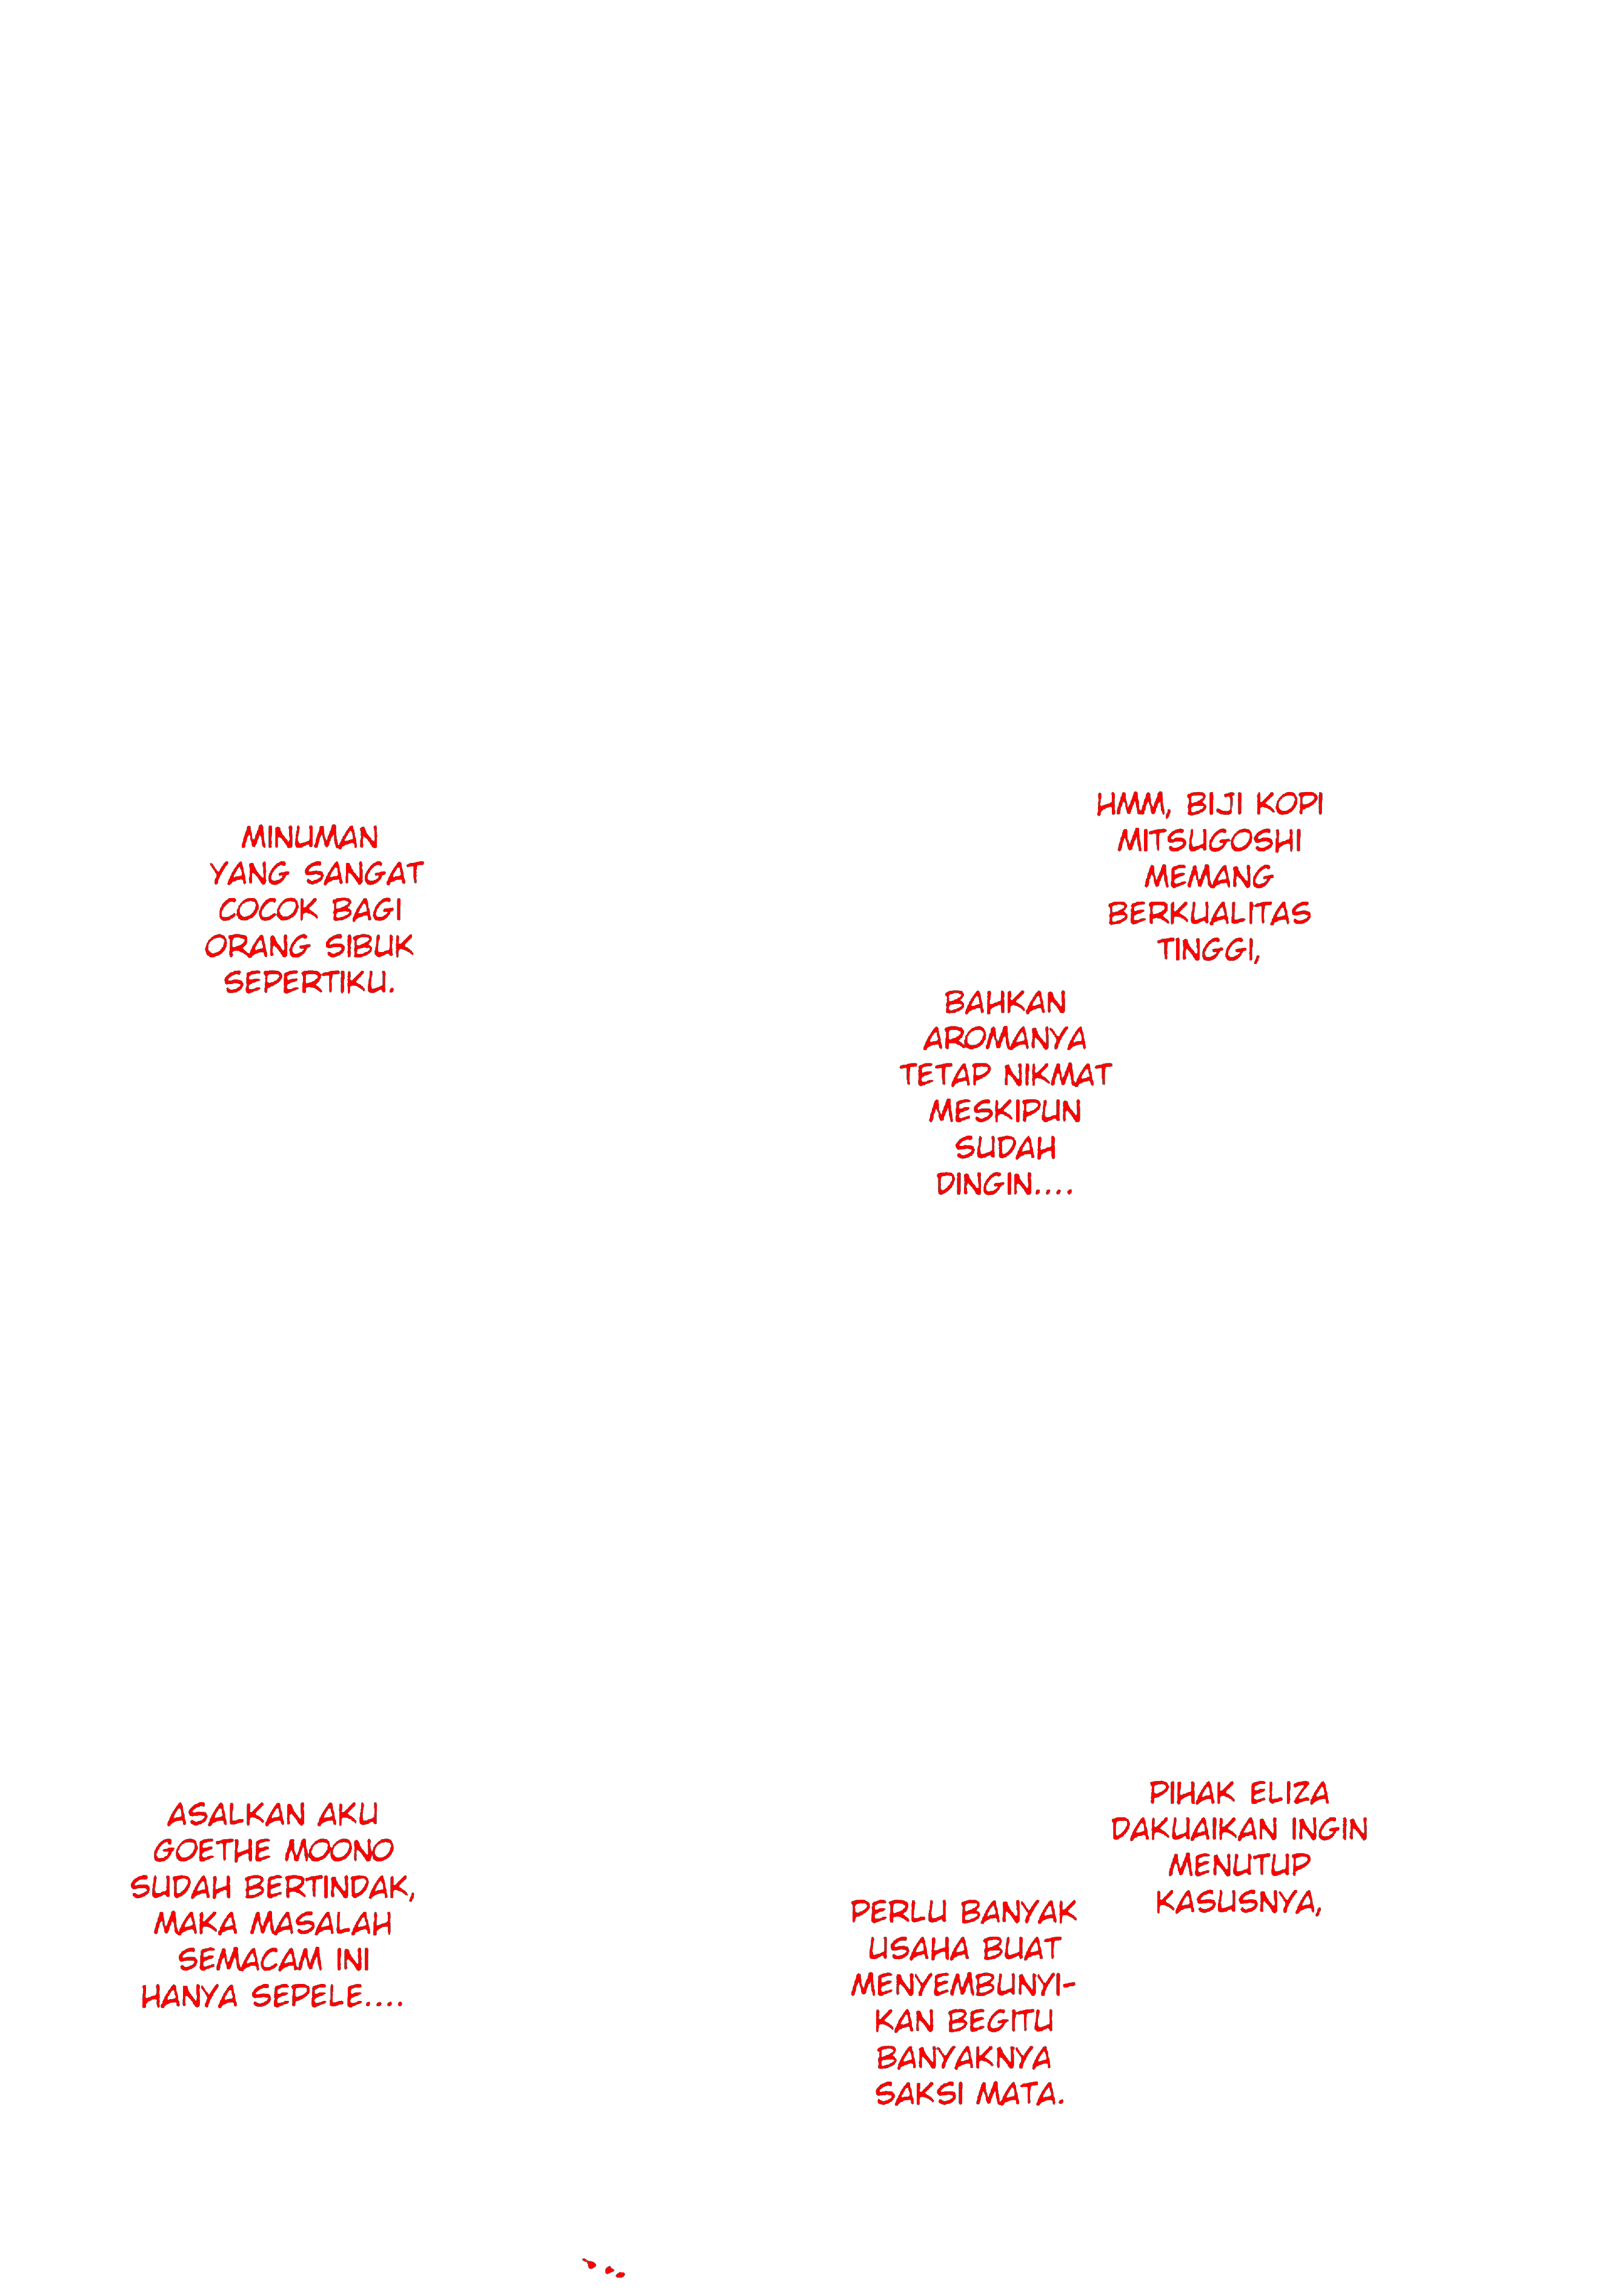 HMM, BIJI KOPI
MITSUGOSHI
MEMANG
BERKUALITAS
TINGGI,
BAHKAN
AROMANYA
TETAP NIKMAT
MESKIPUN
SUDAH
DINGIN....
MINUMAN
YANG SANGAT
COCOK BAGI
ORANG SIBUK
SEPERTIKU.
PIHAK ELIZA
DAKUAIKAN INGIN
MENUTUP
KASUSNYA,
PERLU BANYAK
USAHA BUAT
MENYEMBUNYI-
KAN BEGITU
BANYAKNYA
SAKSI MATA.
ASALKAN AKU
GOETHE MOONO
SUDAH BERTINDAK,
MAKA MASALAH
SEMACAM INI
HANYA SEPELE....
...